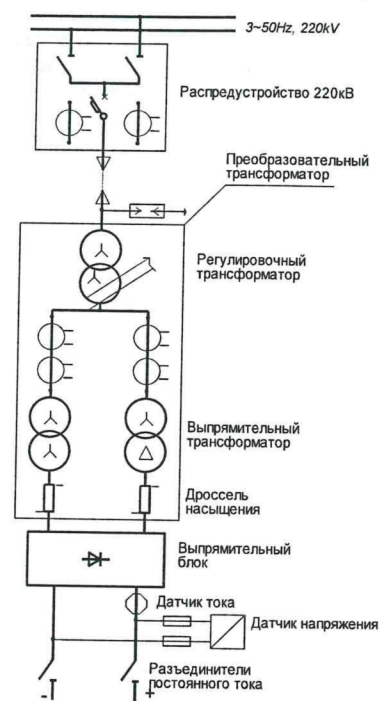 3~50Hz, 220kV
Распредустройство 220кВ
Преобразовательный
трансформатор
Регулировочный
трансформатор
Выпрямительный
трансформатор
Дроссель
насыщения
Выпрямительный
блок
Датчик тока
Датчик напряжения
Разъединители
постоянного тока
- +